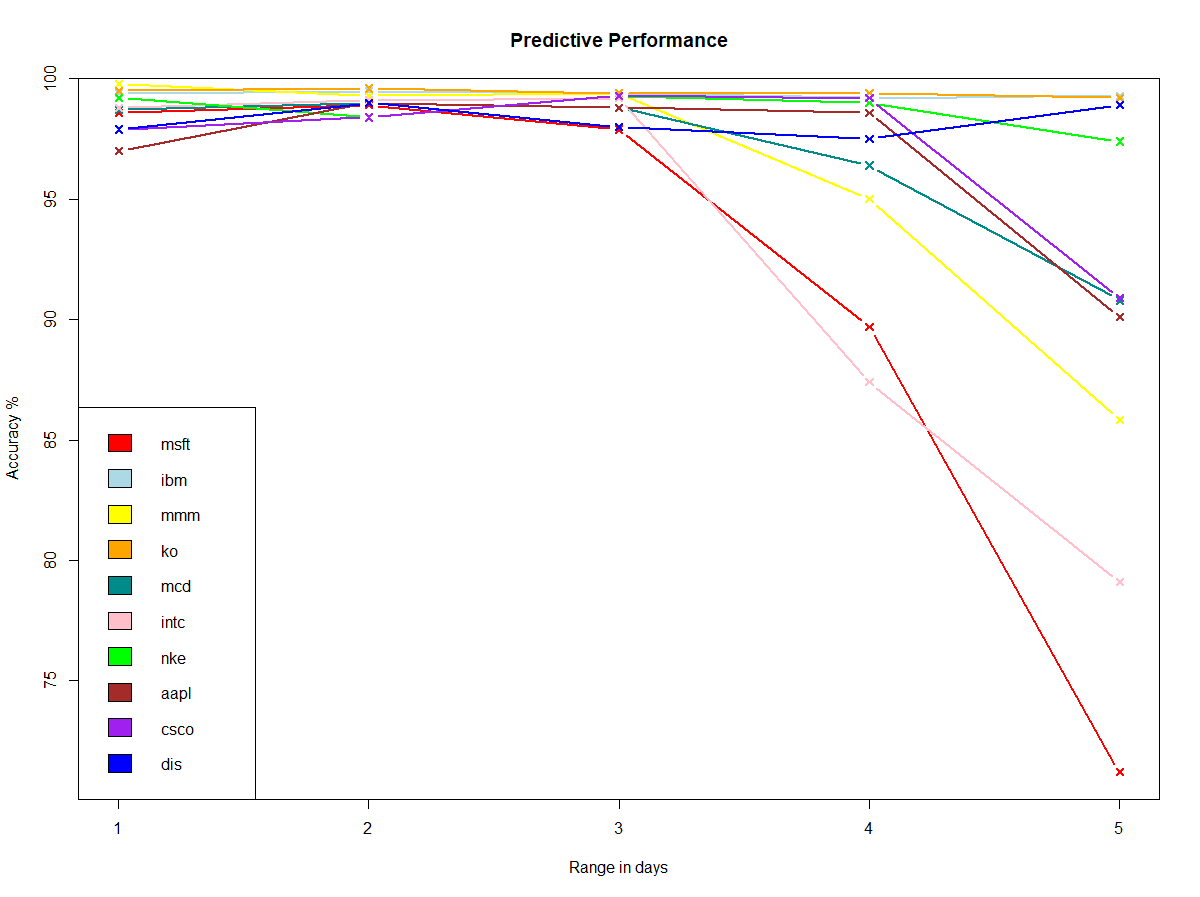 Predictive Performance
Accuracy %
100
95
90
85
80
75
msft
ibm
mmm
ko
mcd
intc
nke
aapl
csco
dis
1 2 3 4 5
Range in days